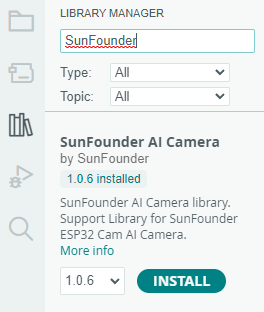 LIBRARY MANAGER
SunFounder
Type: All
Topic: All
SunFounder AI Camera
by SunFounder
1.0.6 installed
SunFounder AI Camera library.
Support Library for SunFounder
ESP32 Cam AI Camera.
More info
1.0.6 INSTALL